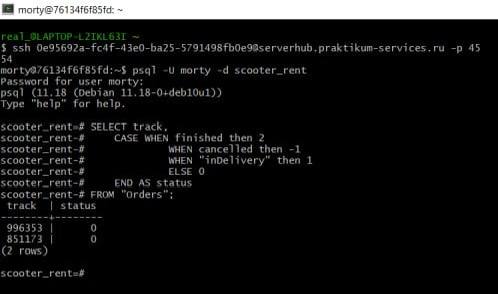 morty@76134f6f85fd: ~
real_@LAPTOP-L2IKL63I ~
$ ssh 0e95692a-fc4f-43e0-ba25-5791498fb0e9@serverhub.praktikum-services.ru -p 45
54
morty@76134f6f85fd:~$ psql -U morty -d scooter_rent
Password for user morty:
psql (11.18 (Debian 11.18-0+deb10u1))
Type "help" for help.
scooter_rent=# SELECT track,
scooter_rent-# CASE WHEN finished then 2
scooter_rent-# WHEN cancelled then -1
scooter_rent-# WHEN "inDelivery" then 1
scooter_rent-# ELSE 0
scooter_rent-# END AS status
scooter_rent-# FROM "Orders";
track | status
--------+--------
996353 | 0
851173 | 0
(2 rows)
scooter_rent=#